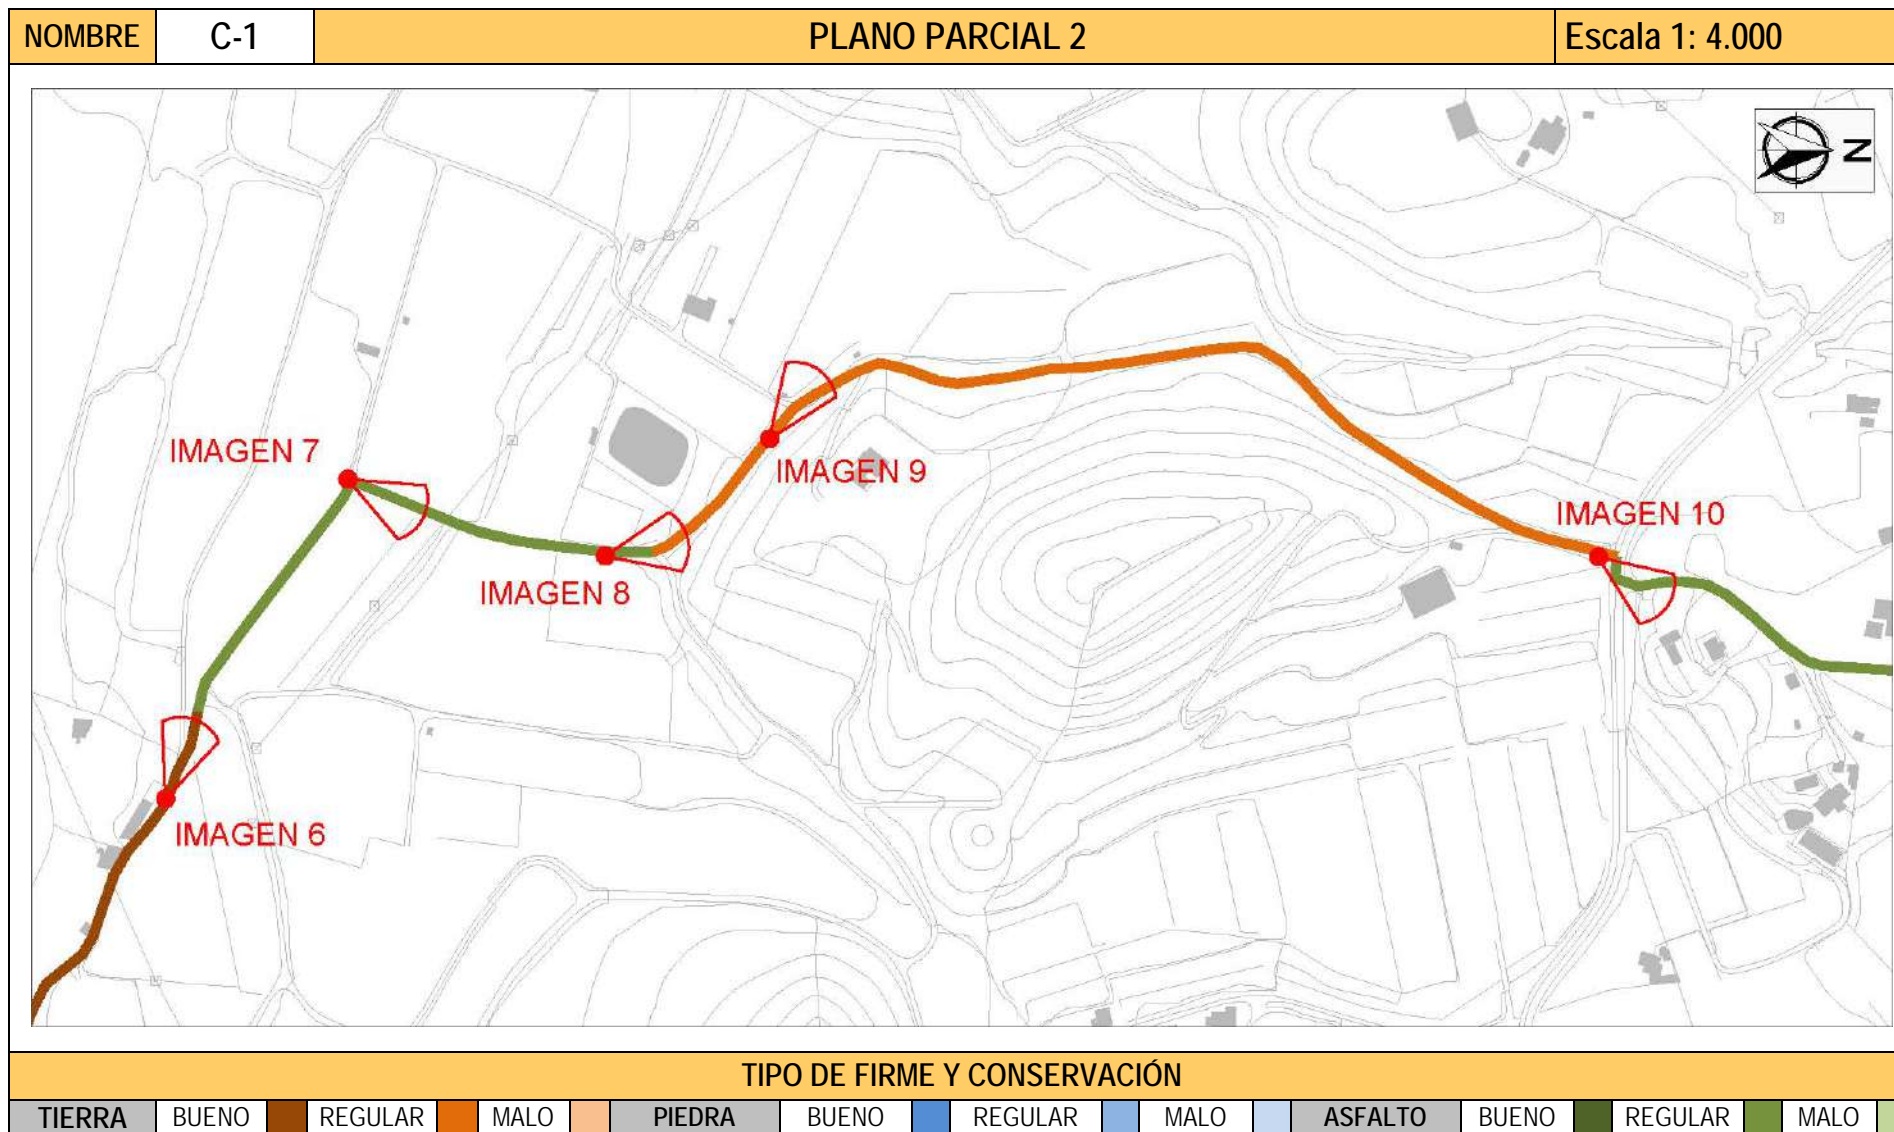 NOMBRE C-1 PLANO PARCIAL 2 Escala 1: 4.000
N
IMAGEN 7
IMAGEN 9
IMAGEN 10
IMAGEN 8
IMAGEN 6
TIPO DE FIRME Y CONSERVACIÓN
TIERRA BUENO REGULAR MALO PIEDRA BUENO REGULAR MALO ASFALTO BUENO REGULAR MALO